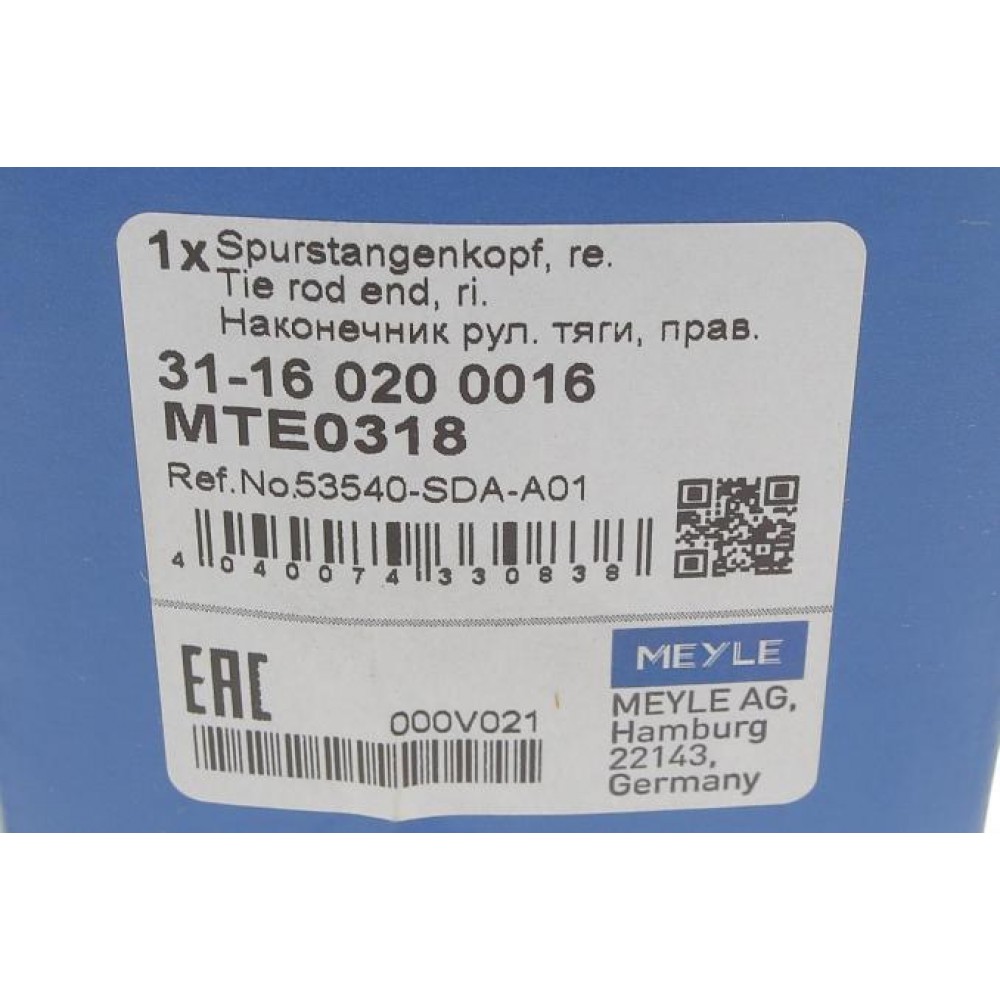 1x Spurstangenkopf, re.
Tie rod end, ri.
Наконечник рул. тяги, прав.
31-16 020 0016
MTE0318
Ref.No.53540-SDA-A01
4 040074 330838
EAC
000V021
MEYLE
MEYLE AG,
Hamburg
22143,
Germany